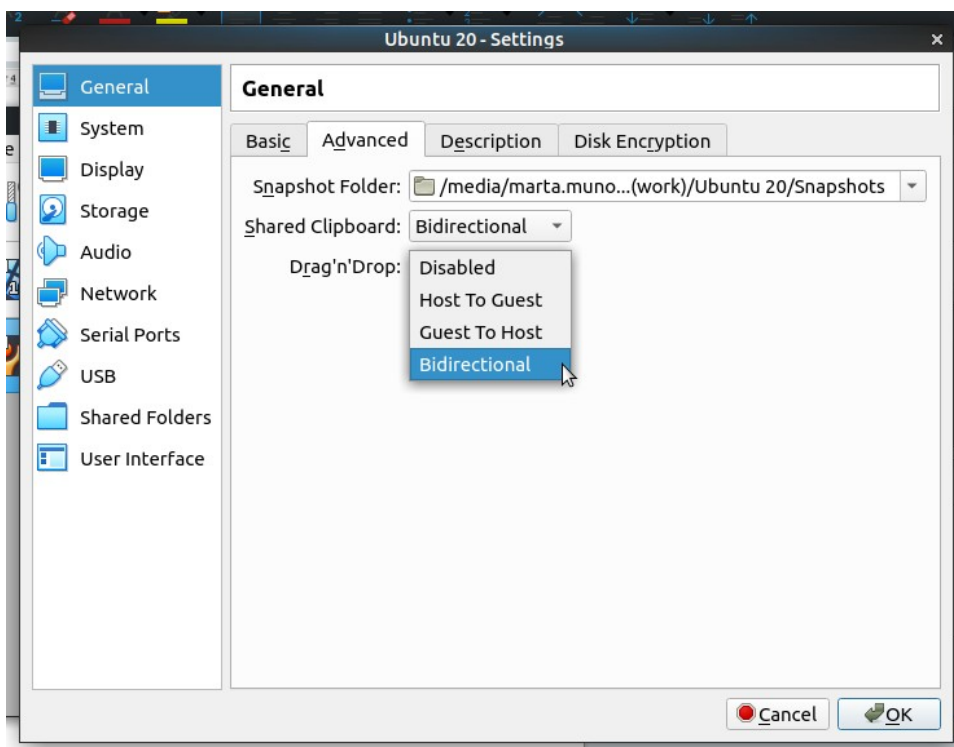 Ubuntu 20 - Settings
General
System
Display
Storage
Audio
Network
Serial Ports
USB
Shared Folders
User Interface
General
Basic Advanced Description Disk Encryption
Snapshot Folder: /media/marta.muno...(work)/Ubuntu 20/Snapshots
Shared Clipboard: Bidirectional
Drag'n'Drop:
Disabled
Host To Guest
Guest To Host
Bidirectional
Cancel OK